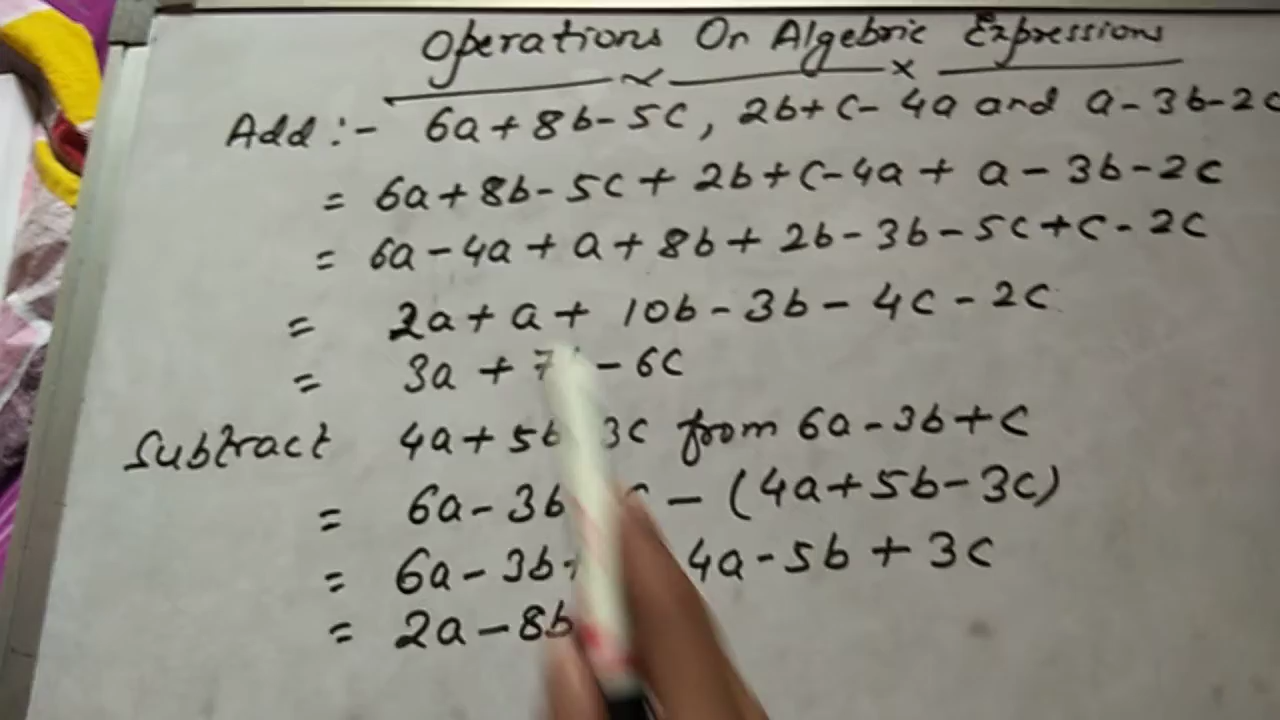 Operations On Algebric Expressions
Add :- 6a + 8b - 5c, 2b + c - 4a and a - 3b - 2c
= 6a + 8b - 5c + 2b + c - 4a + a - 3b - 2c
= 6a - 4a + a + 8b + 2b - 3b - 5c + c - 2c
= 2a + a + 10b - 3b - 4c - 2c
= 3a + 7 - 6c
Subtract 4a + 5b 3c from 6a - 3b + c
= 6a - 3b - (4a + 5b - 3c)
= 6a - 3b + 4a - 5b + 3c
= 2a - 8b